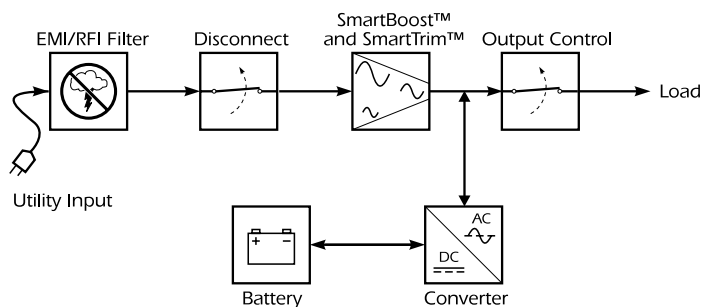 SmartBoost™
EMI/RFI Filter
Disconnect
and SmartTrim™
Output Control
Load
Utility Input
+ −
AC
DC
Battery
Converter